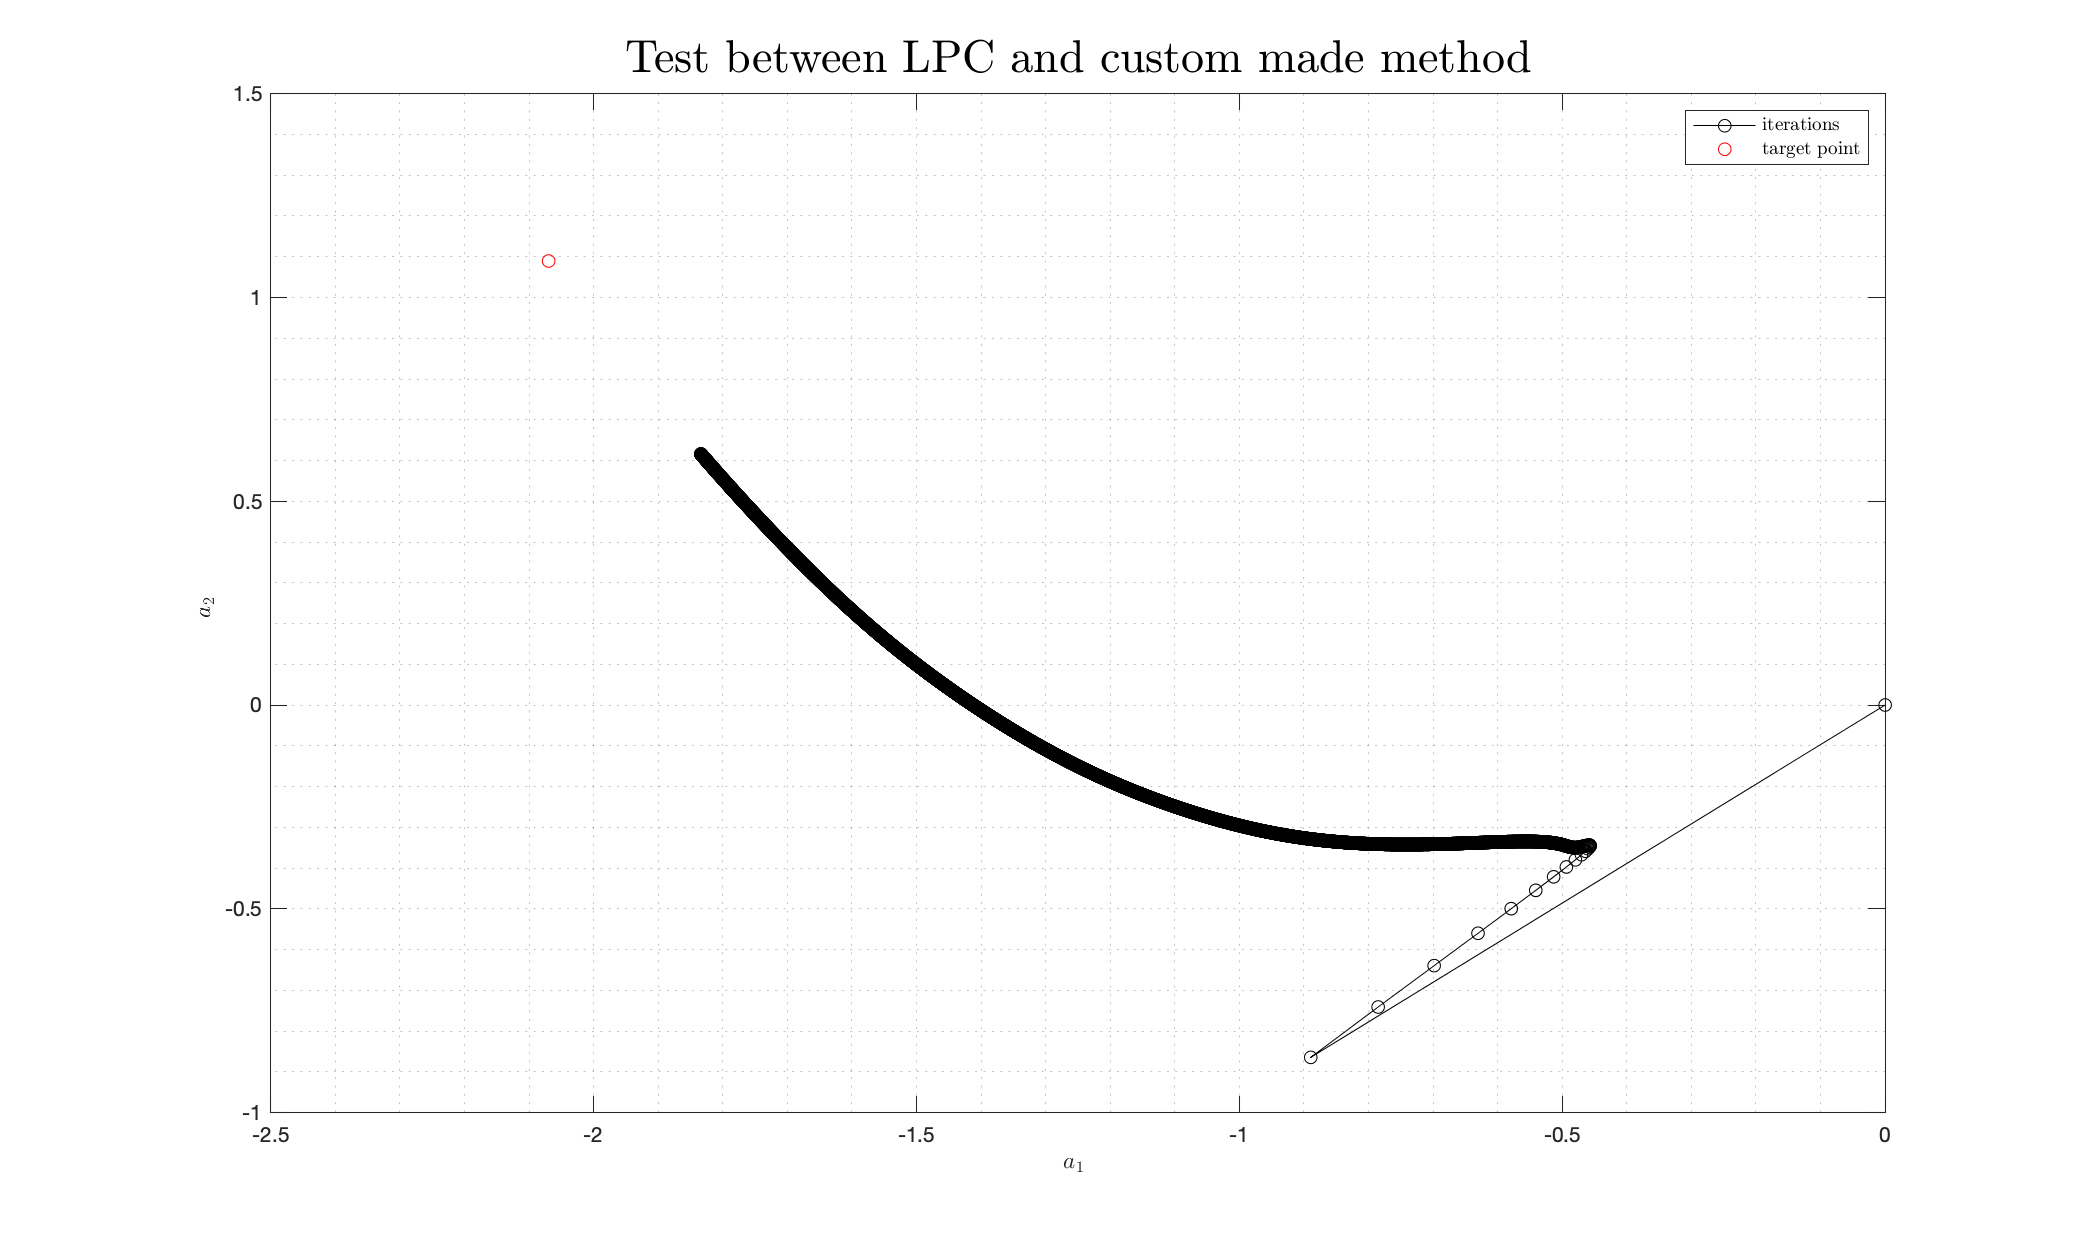 Test between LPC and custom made method
1.5
iterations
target point
1
0.5
a₂
0
-0.5
-1
-2.5 -2 -1.5 -1 -0.5 0
a₁